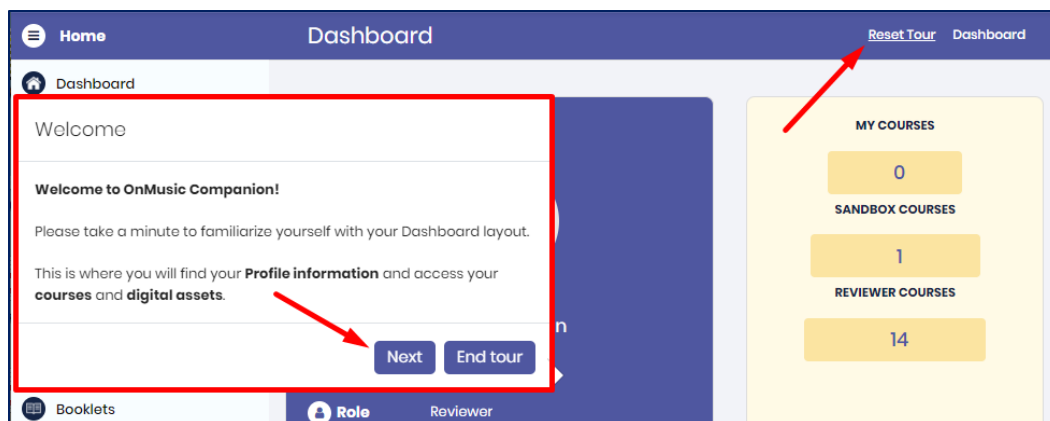 Home
Dashboard
Reset Tour
Dashboard
Dashboard
Welcome
Welcome to OnMusic Companion!
Please take a minute to familiarize yourself with your Dashboard layout.
This is where you will find your Profile information and access your
courses and digital assets.
Next
End tour
n
Booklets
Role
Reviewer
MY COURSES
0
SANDBOX COURSES
1
REVIEWER COURSES
14